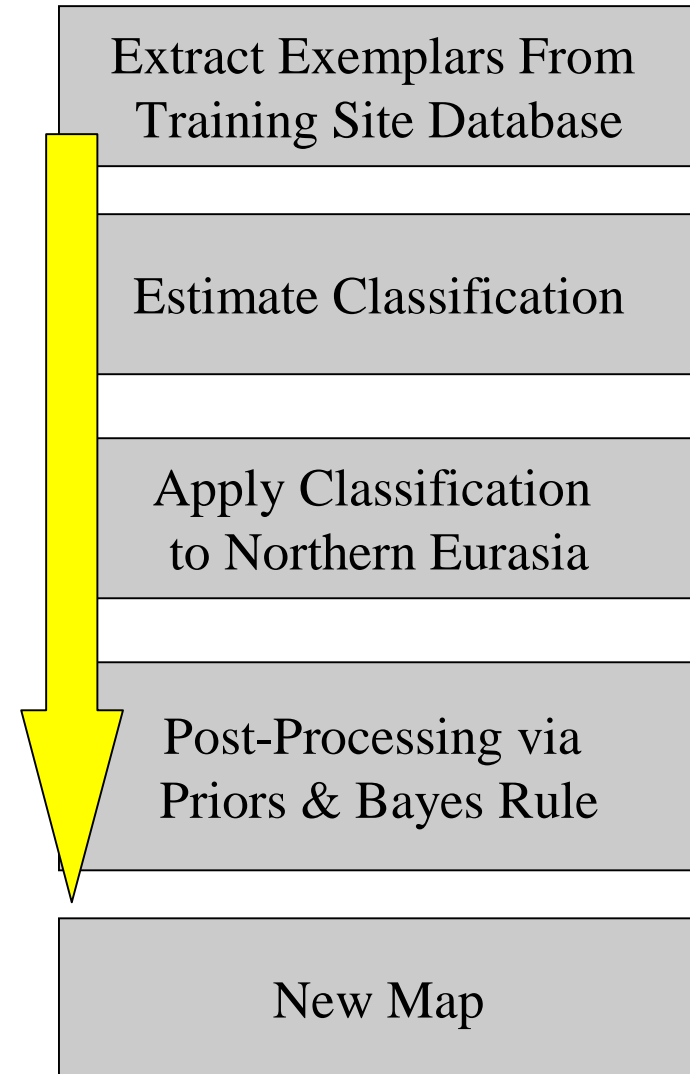 Extract Exemplars From
Training Site Database
Estimate Classification
Apply Classification
to Northern Eurasia
Post-Processing via
Priors & Bayes Rule
New Map